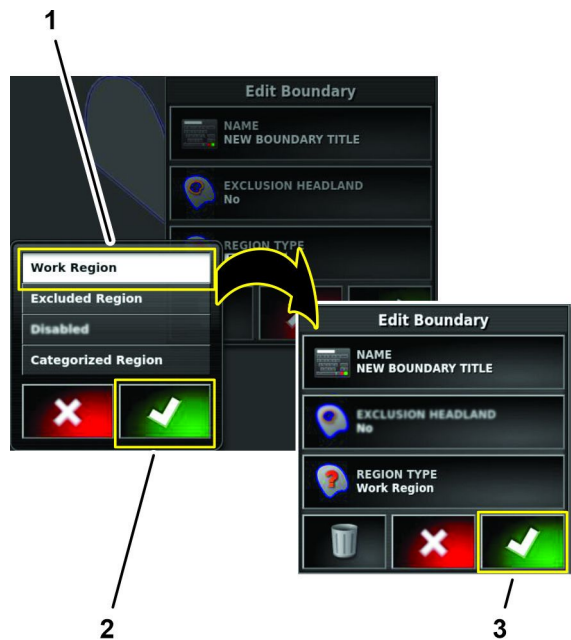 1
Edit Boundary
NAME
NEW BOUNDARY TITLE
EXCLUSION HEADLAND
No
REGION TYPE
Work Region
Excluded Region
Disabled
Categorized Region
Edit Boundary
NAME
NEW BOUNDARY TITLE
EXCLUSION HEADLAND
No
REGION TYPE
Work Region
2
3